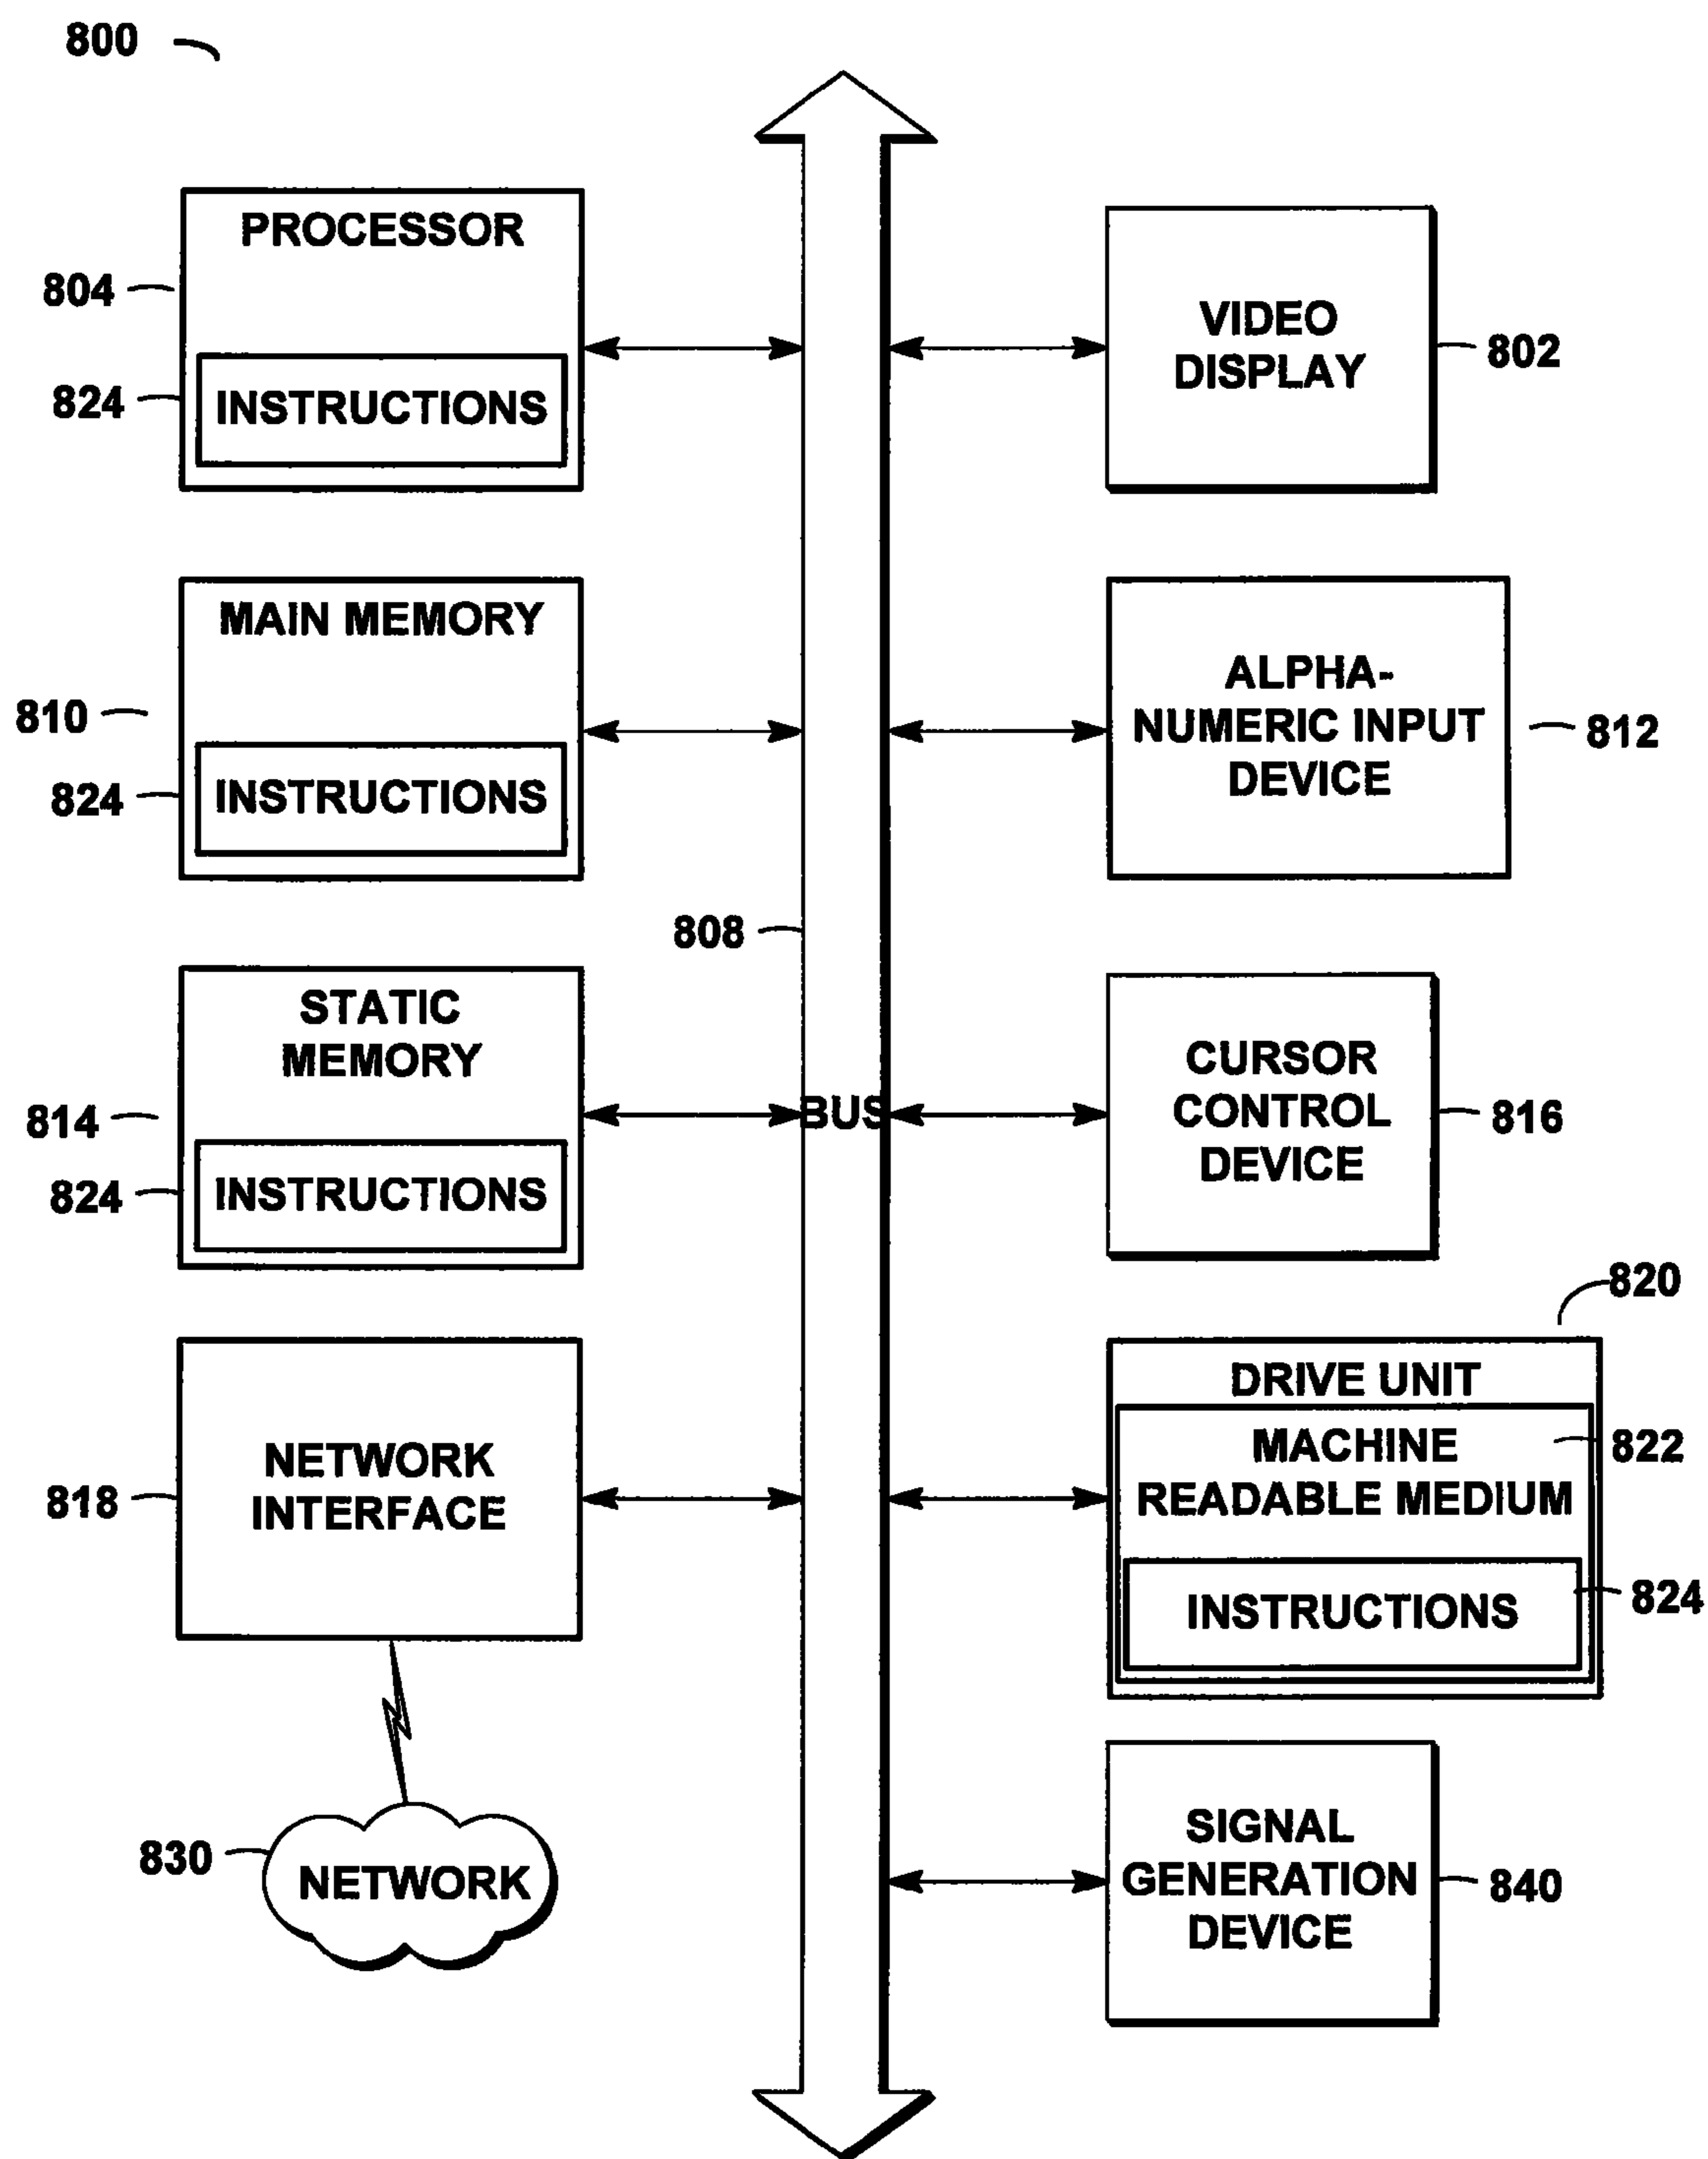 800
PROCESSOR
804
824
INSTRUCTIONS
VIDEO
DISPLAY
802
MAIN MEMORY
810
824
INSTRUCTIONS
ALPHA-
NUMERIC INPUT
DEVICE
812
808
STATIC
MEMORY
814
824
INSTRUCTIONS
BUS
CURSOR
CONTROL
DEVICE
816
820
NETWORK
INTERFACE
818
DRIVE UNIT
MACHINE
READABLE MEDIUM
822
INSTRUCTIONS
824
830
NETWORK
SIGNAL
GENERATION
DEVICE
840